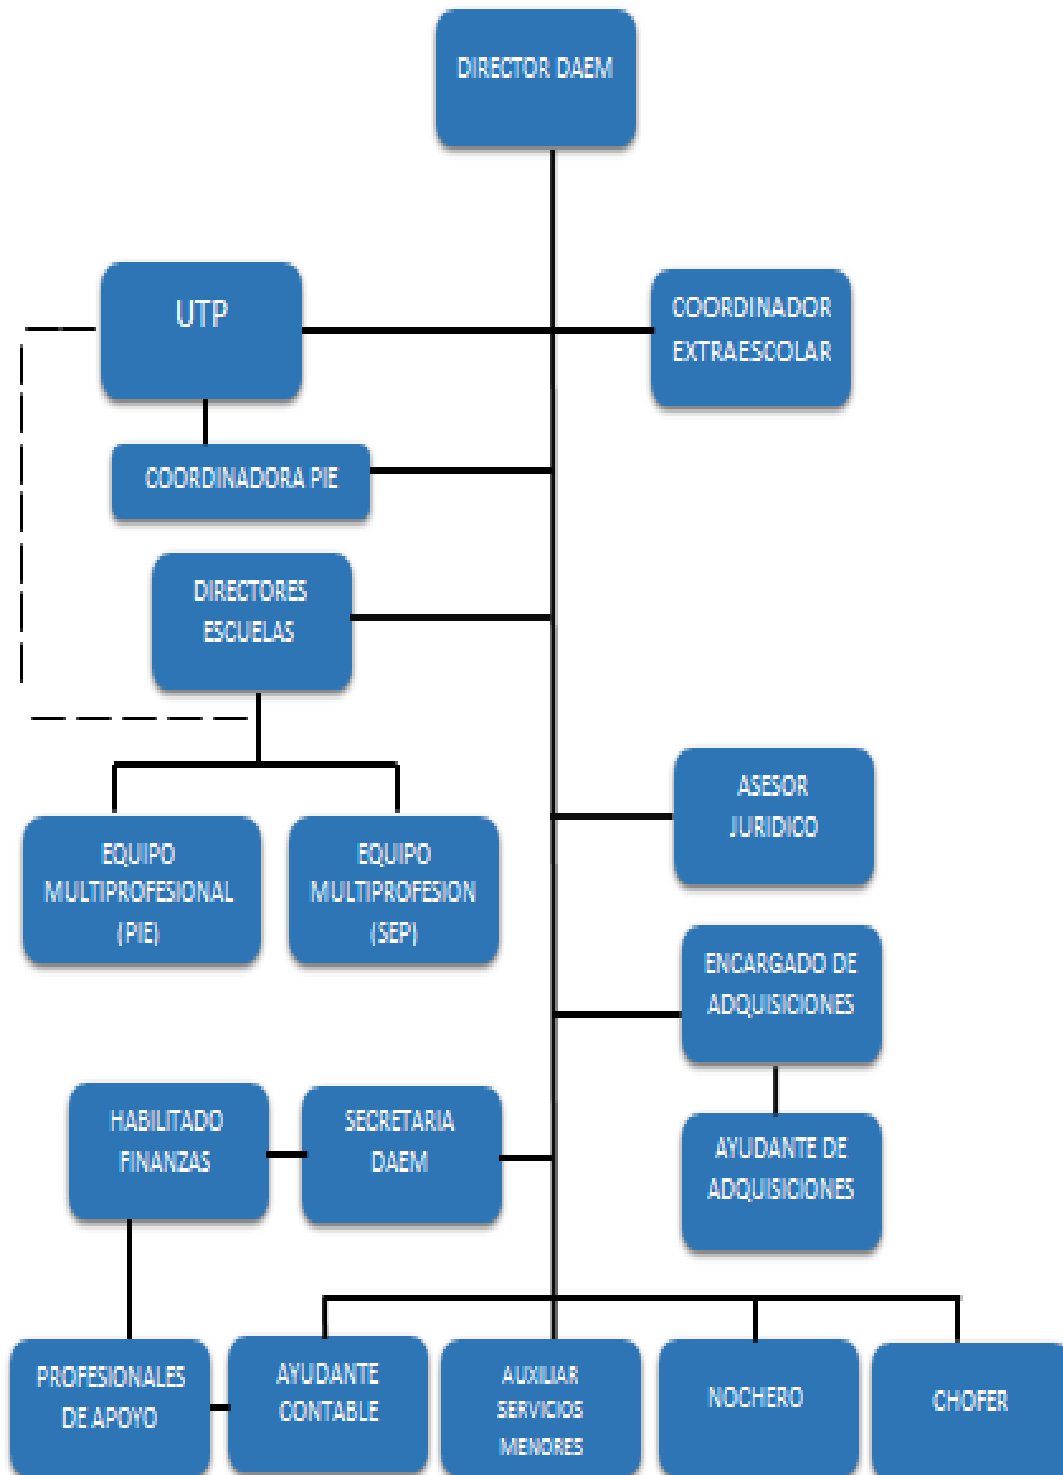 DIRECTOR DAEM
UTP
COORDINADOR
EXTRAESCOLAR
COORDINADORA PIE
DIRECTORES
ESCUELAS
ASESOR
JURIDICO
EQUIPO
MULTIPROFESIONAL
(PIE)
EQUIPO
MULTIPROFESION
(SEP)
ENCARGADO DE
ADQUISICIONES
HABILITADO
FINANZAS
SECRETARIA
DAEM
AYUDANTE DE
ADQUISICIONES
PROFESIONALES
DE APOYO
AYUDANTE
CONTABLE
AUXILIAR
SERVICIOS
MENORES
NOCHERO
CHOFER